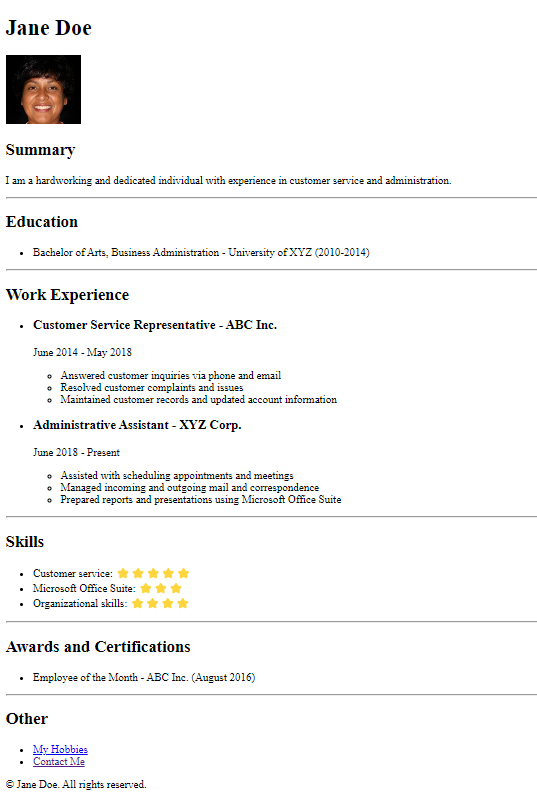 Jane Doe
Summary
I am a hardworking and dedicated individual with experience in customer service and administration.
Education
Bachelor of Arts, Business Administration - University of XYZ (2010-2014)
Work Experience
Customer Service Representative - ABC Inc.
June 2014 - May 2018
Answered customer inquiries via phone and email
Resolved customer complaints and issues
Maintained customer records and updated account information
Administrative Assistant - XYZ Corp.
June 2018 - Present
Assisted with scheduling appointments and meetings
Managed incoming and outgoing mail and correspondence
Prepared reports and presentations using Microsoft Office Suite
Skills
Customer service:
Microsoft Office Suite:
Organizational skills:
Awards and Certifications
Employee of the Month - ABC Inc. (August 2016)
Other
My Hobbies
Contact Me
© Jane Doe. All rights reserved.